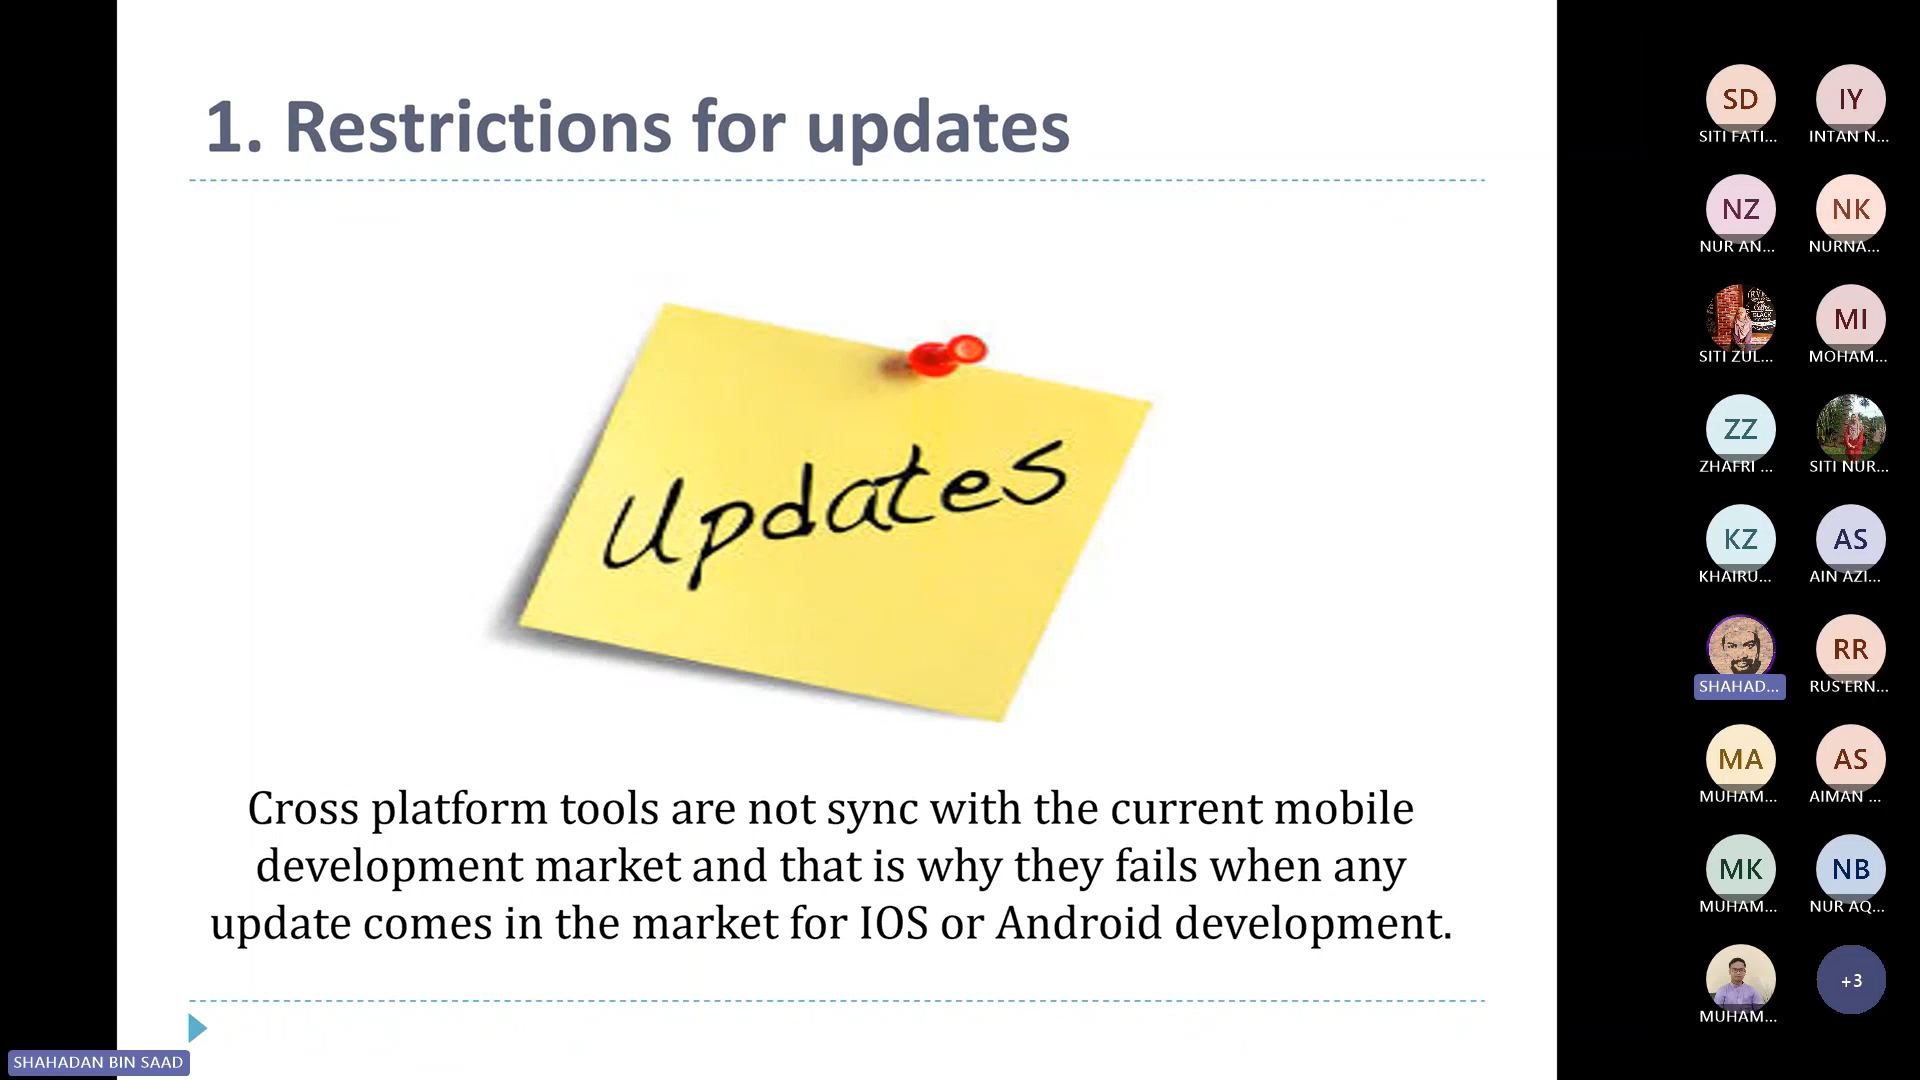 1. Restrictions for updates
Updates
Cross platform tools are not sync with the current mobile
development market and that is why they fails when any
update comes in the market for IOS or Android development.
SHAHADAN BIN SAAD
SD
SITI FATI...
IY
INTAN N...
NZ
NUR AN...
NK
NURNA...
SITI ZUL...
MI
MOHAM...
ZZ
ZHAFRI ...
SITI NUR...
KZ
KHAIRU...
AS
AIN AZI...
SHAHAD...
RR
RUS'ERN...
MA
MUHAM...
AS
AIMAN ...
MK
MUHAM...
NB
NUR AQ...
MUHAM...
+3